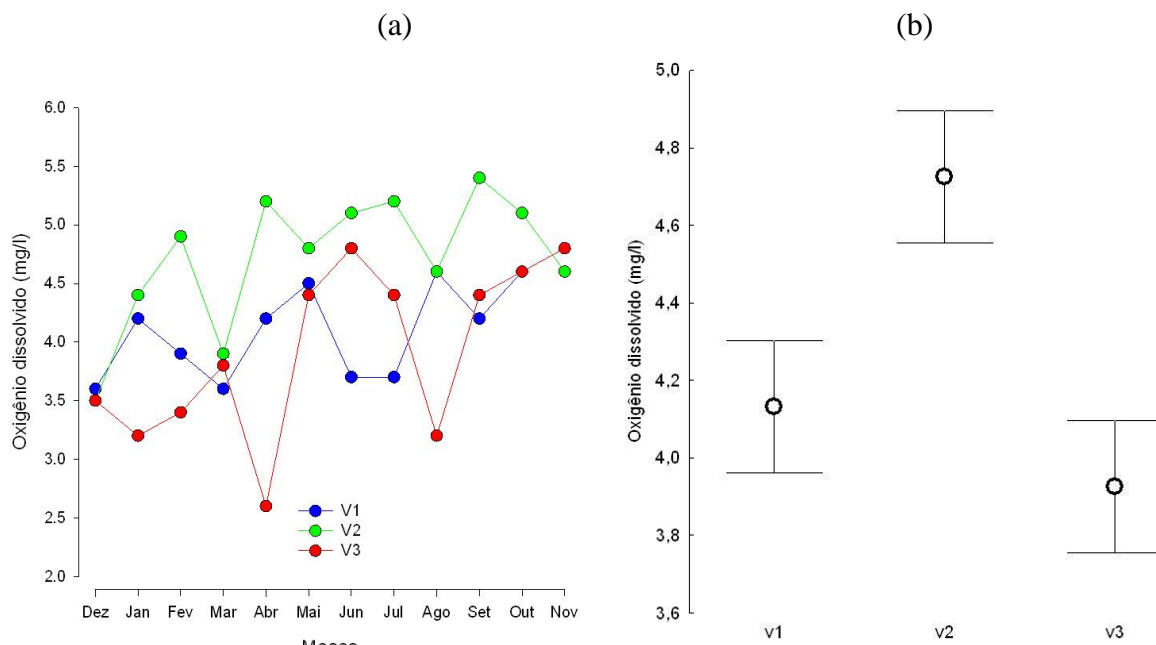 (a)
(b)
Oxigênio dissolvido (mg/l)
6.0
5.5
5.0
4.5
4.0
3.5
3.0
2.5
2.0
V1
V2
V3
Dez Jan Fev Mar Abr Mai Jun Jul Ago Set Out Nov
Meses
Oxigênio dissolvido (mg/l)
5,0
4,8
4,6
4,4
4,2
4,0
3,8
3,6
v1 v2 v3